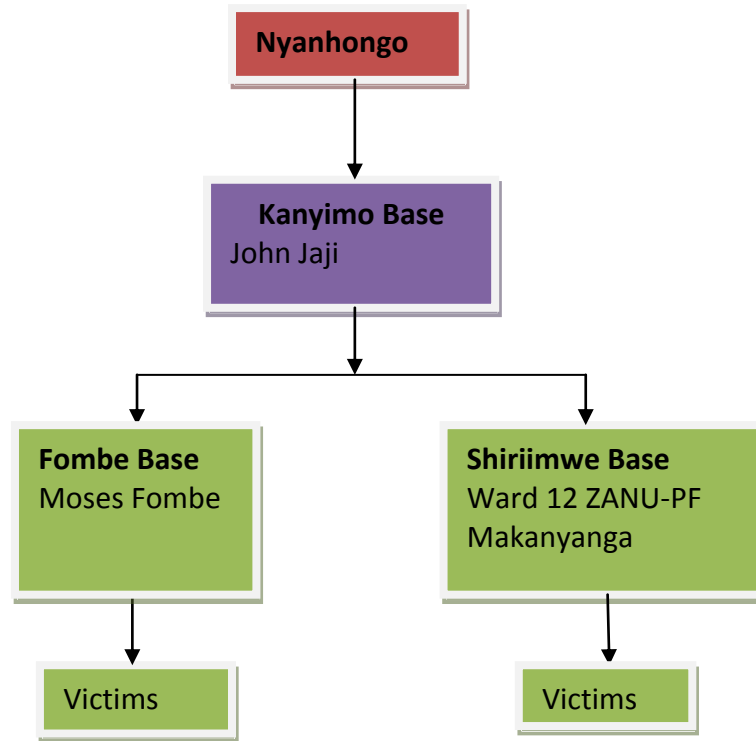 Nyanhongo
Kanyimo Base
John Jaji
Fombe Base
Moses Fombe
Shiriimwe Base
Ward 12 ZANU-PF
Makanyanga
Victims
Victims